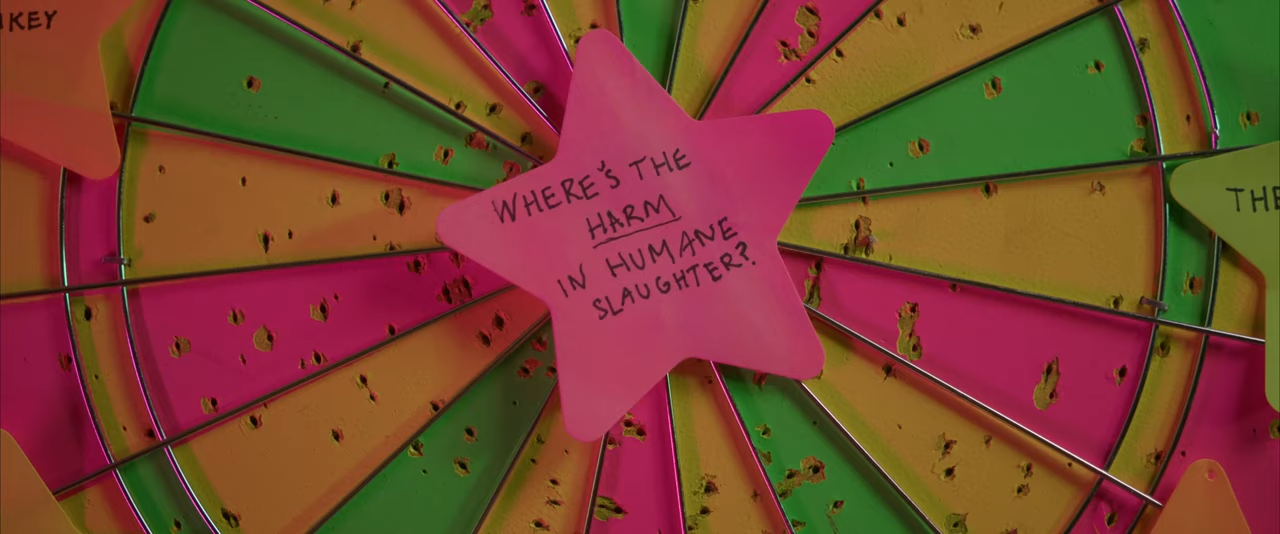 KEY
WHERE'S THE
HARM
IN HUMANE
SLAUGHTER?
THE